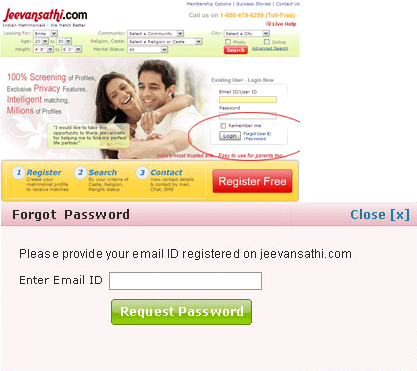 Membership Options | Success Stories | Contact us
Jeevansathi.com
Indian Matrimonials - We Match Better
Call us on 1-800-419-6299 (Toll-Free)
Live Help
Looking For: Bride Community: Select a Community City: Select a City
Age: 20 to 30 Religion, Caste: Select a Religion or Caste Photo Online
Height: to Marital Status: All Search Advanced Search
100% Screening of Profiles,
Exclusive Privacy Features,
Intelligent matching,
Millions of Profiles
Existing User - Login Now
Email ID/User ID
Password
Remember me
Login Forgot User ID / Password
"I would like to take this
opportunity to thank jeevansathi
for helping me to find my perfect
life partner."
India's most trusted site Easy to use for parents too
1 Register
Create your
matrimonial profile
to receive matches
2 Search
By your criteria of
Caste, Religion,
Manglik status
3 Contact
View contact details
& contact by mail,
Chat, SMS
Register Free
Forgot Password Close [x]
Please provide your email ID registered on jeevansathi.com
Enter Email ID
Request Password